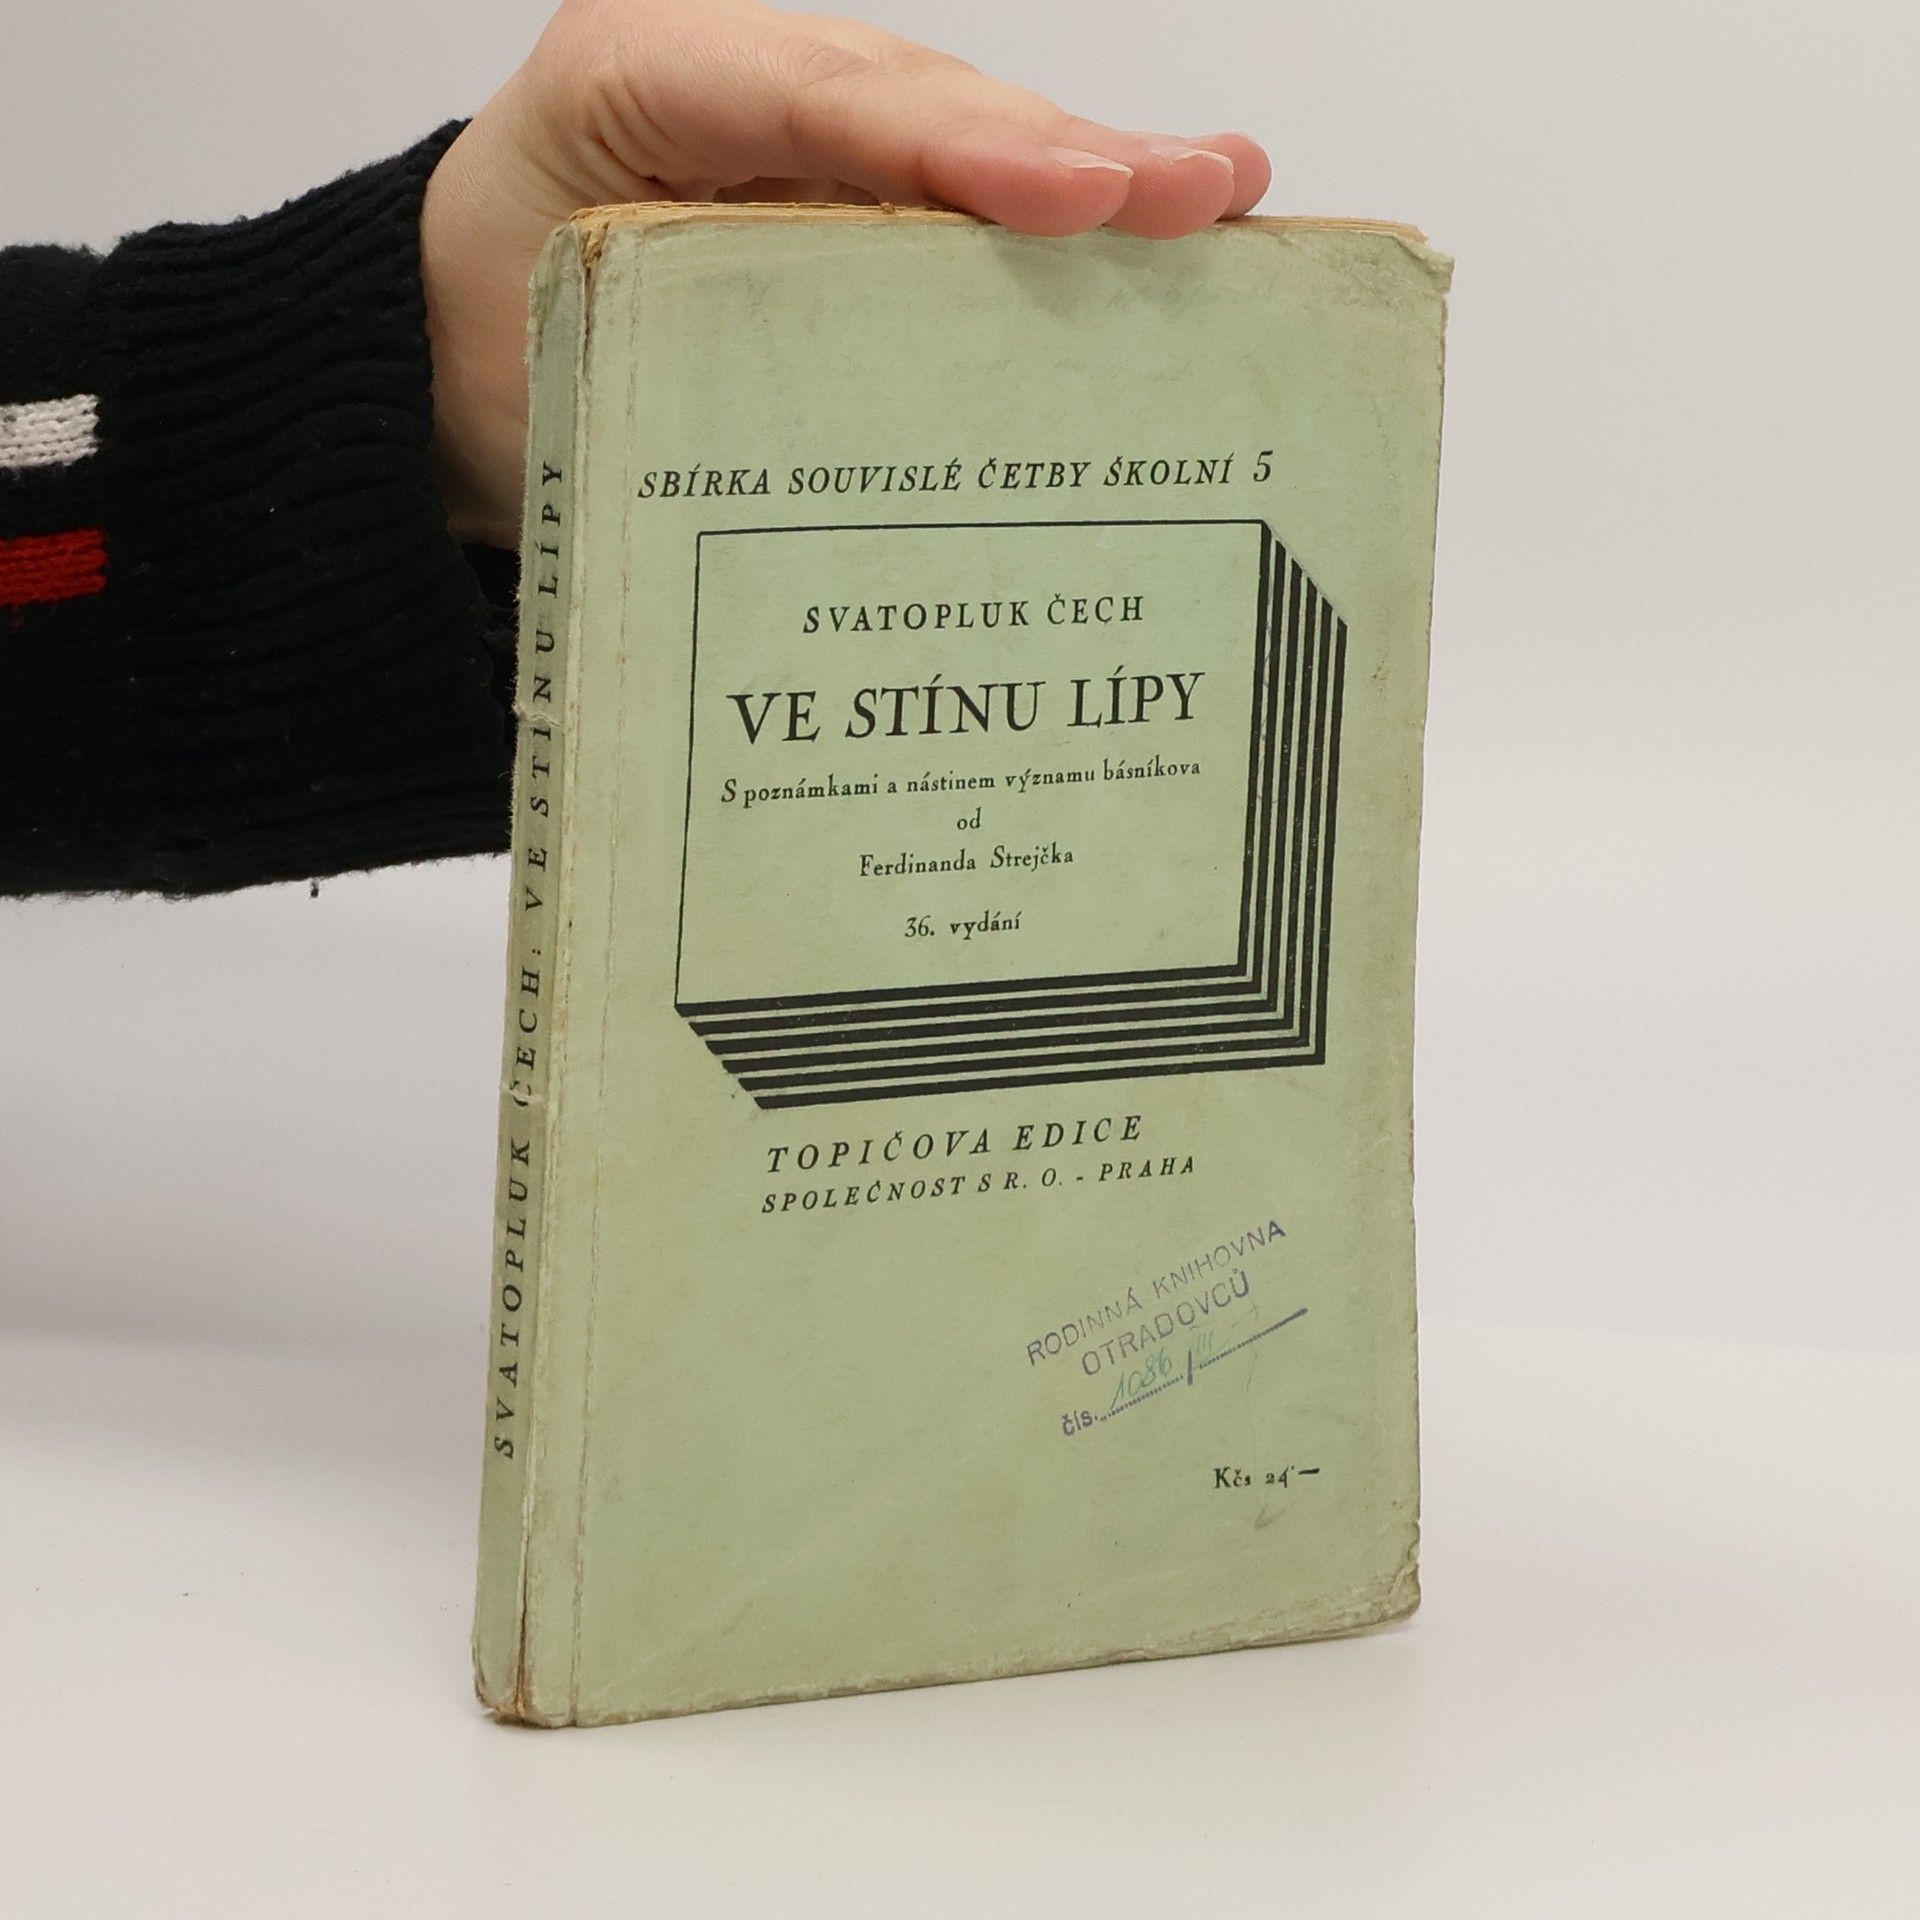 SBÍRKA SOUVISLÉ ČETBY ŠKOLNÍ 5
SVATOPLUK ČECH
VE STÍNU LÍPY
S poznámkami a nástinem významu básníkova
od
Ferdinanda Strejčka
36. vydání
TOPIČOVA EDICE
SPOLEČNOST S R. O. - PRAHA
RODINNÁ KNIHOVNA
OTRADOVCŮ
čís. 1086 / III
Kčs 24·—
SVATOPLUK ČECH: VE STÍNU LÍPY